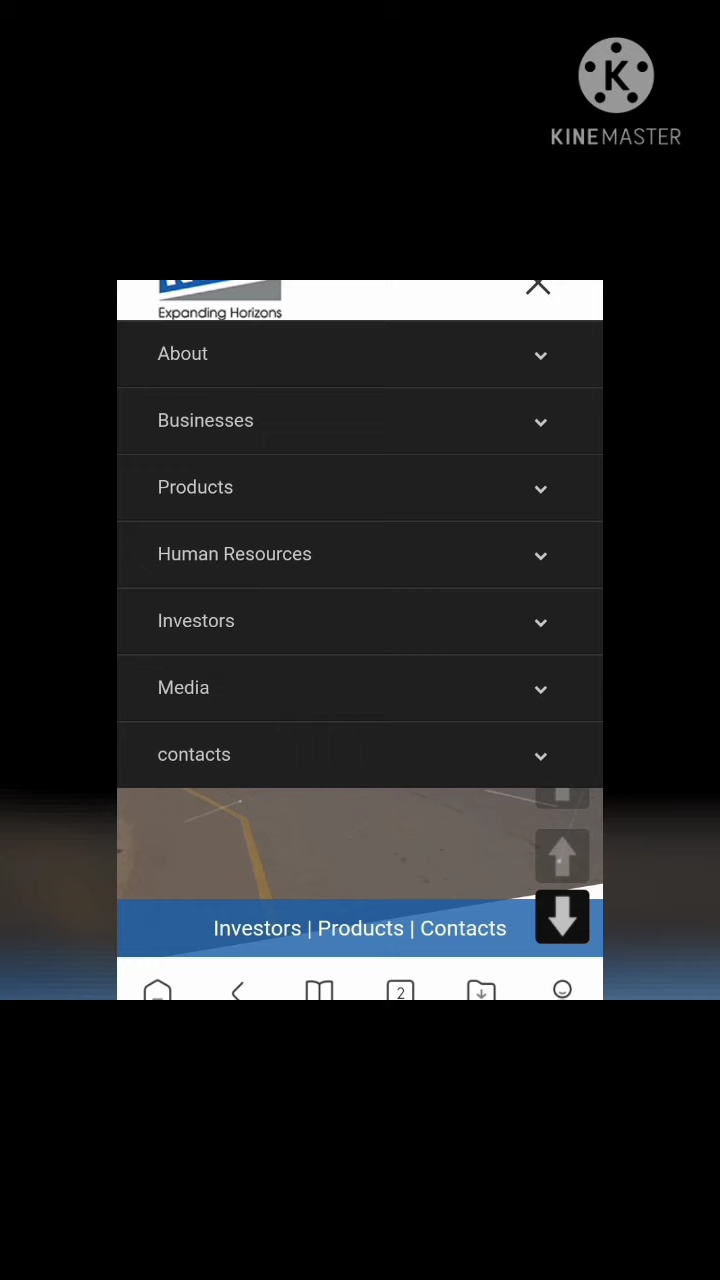 K
KINEMASTER
Expanding Horizons
About
Businesses
Products
Human Resources
Investors
Media
contacts
Investors | Products | Contacts
2